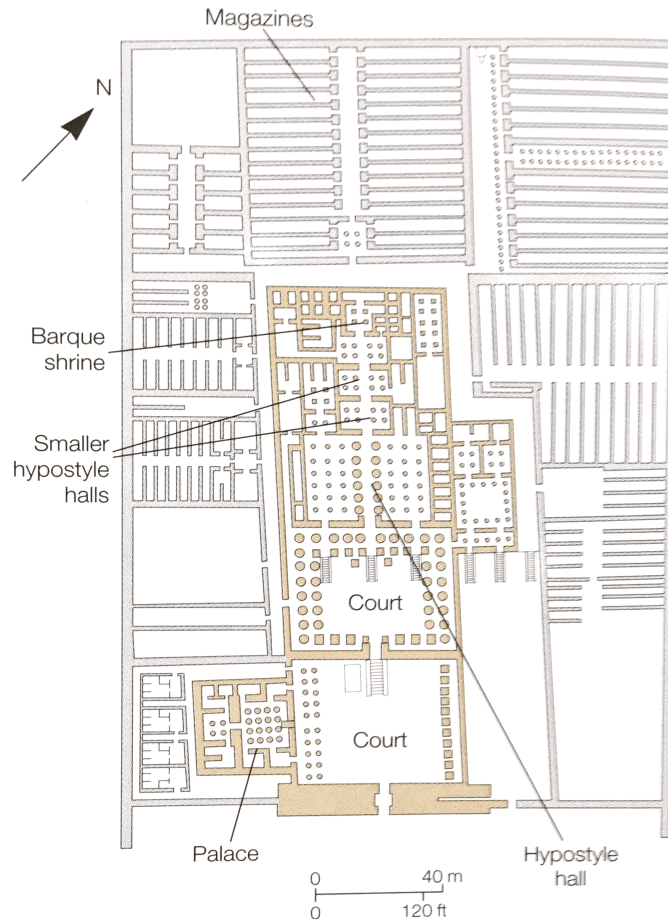 Magazines
N
Barque
shrine
Smaller
hypostyle
halls
Court
Court
Palace
Hypostyle
hall
0 40 m
0 120 ft